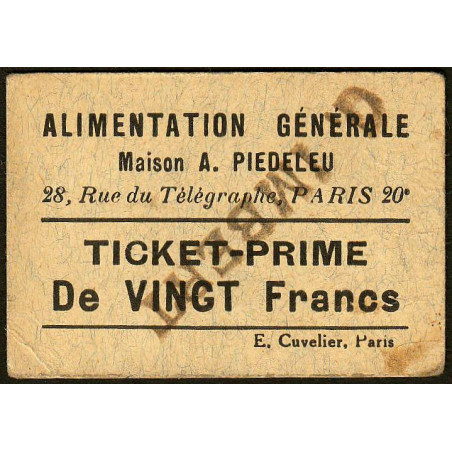 ALIMENTATION GÉNÉRALE
Maison A. PIEDELEU
28, Rue du Télégraphe, PARIS 20e
TICKET-PRIME
De VINGT Francs
E. Cuvelier, Paris